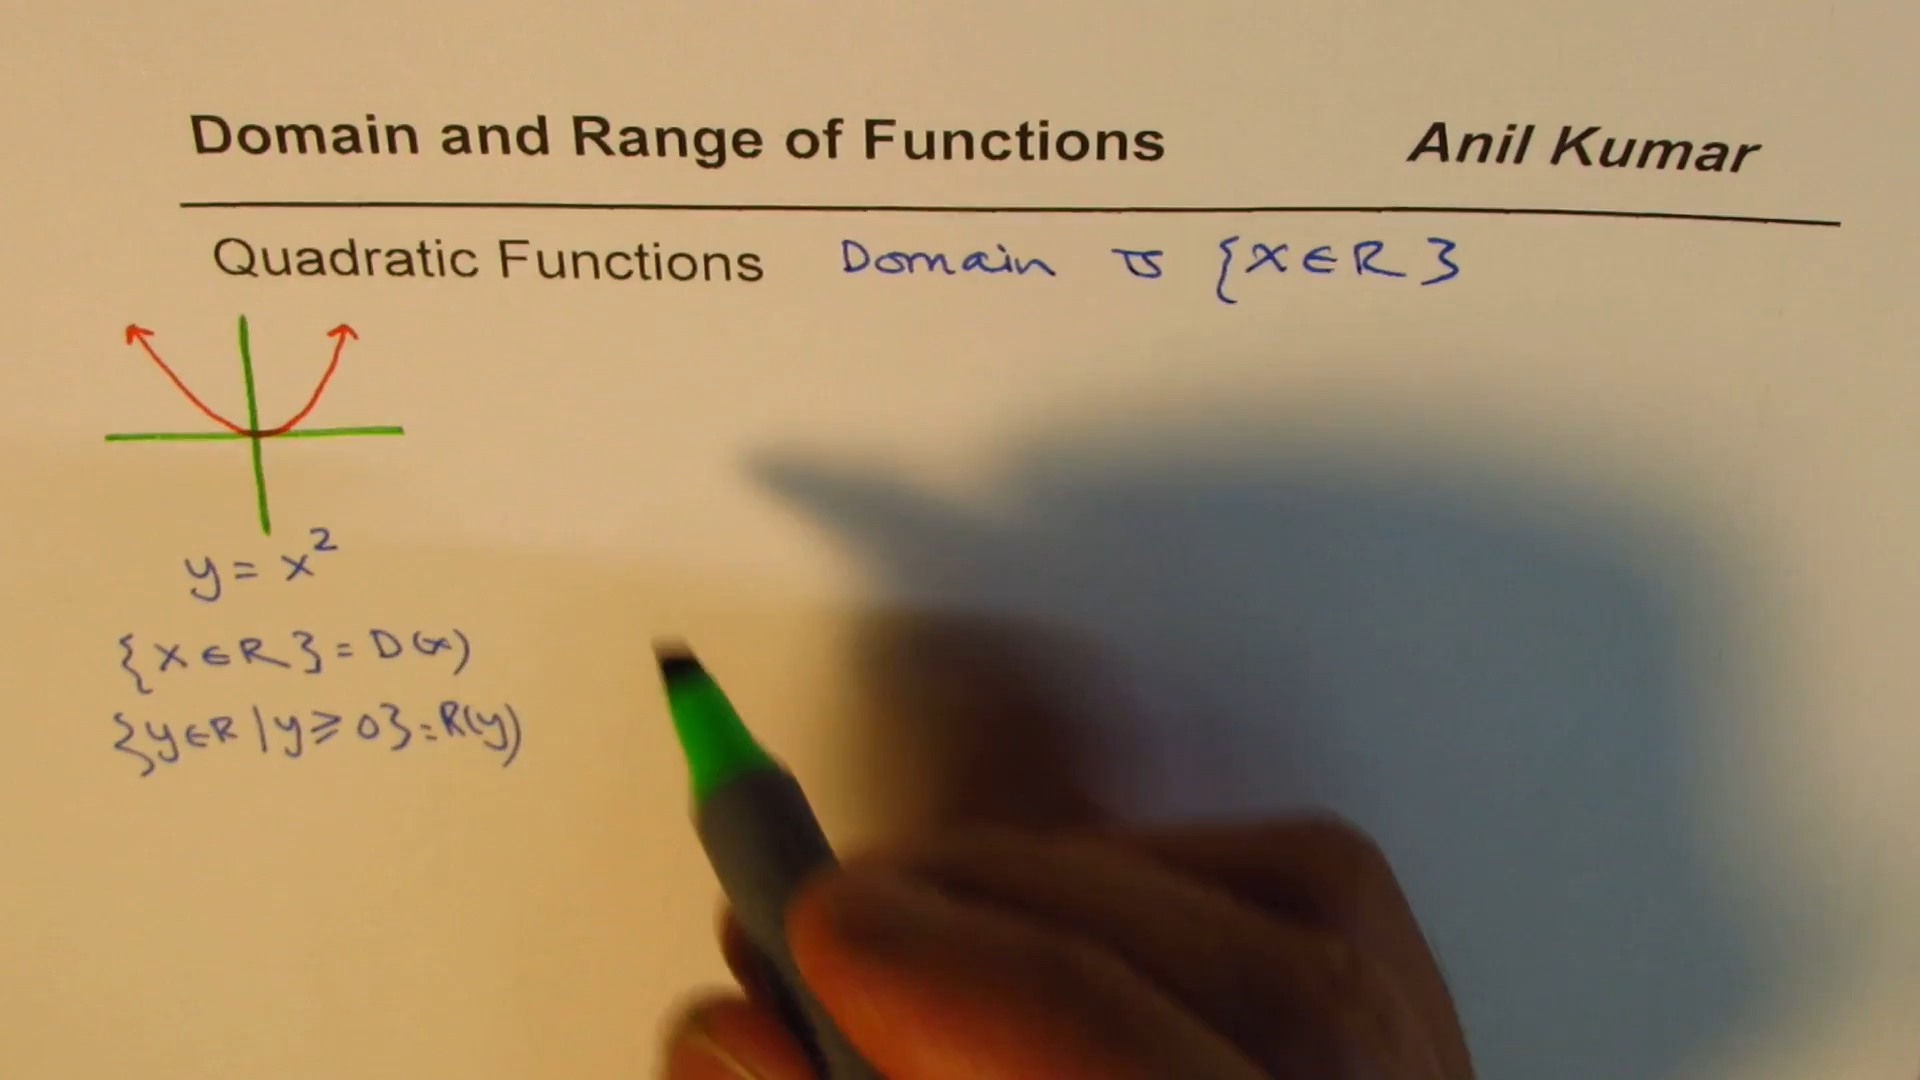 Domain and Range of Functions Anil Kumar
Quadratic Functions Domain is {x∈R}
y = x²
{x∈R} = D(x)
{y∈R | y ≥ 0} = R(y)